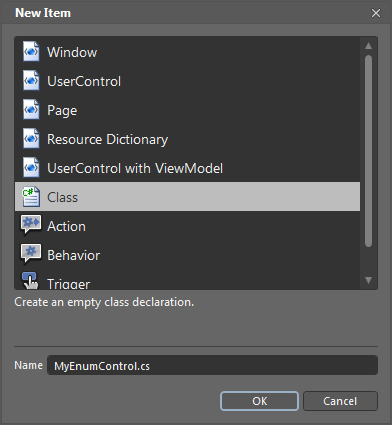 New Item
Window
UserControl
Page
Resource Dictionary
UserControl with ViewModel
C#
Class
Action
Behavior
Trigger
Create an empty class declaration.
Name MyEnumControl.cs
OK Cancel